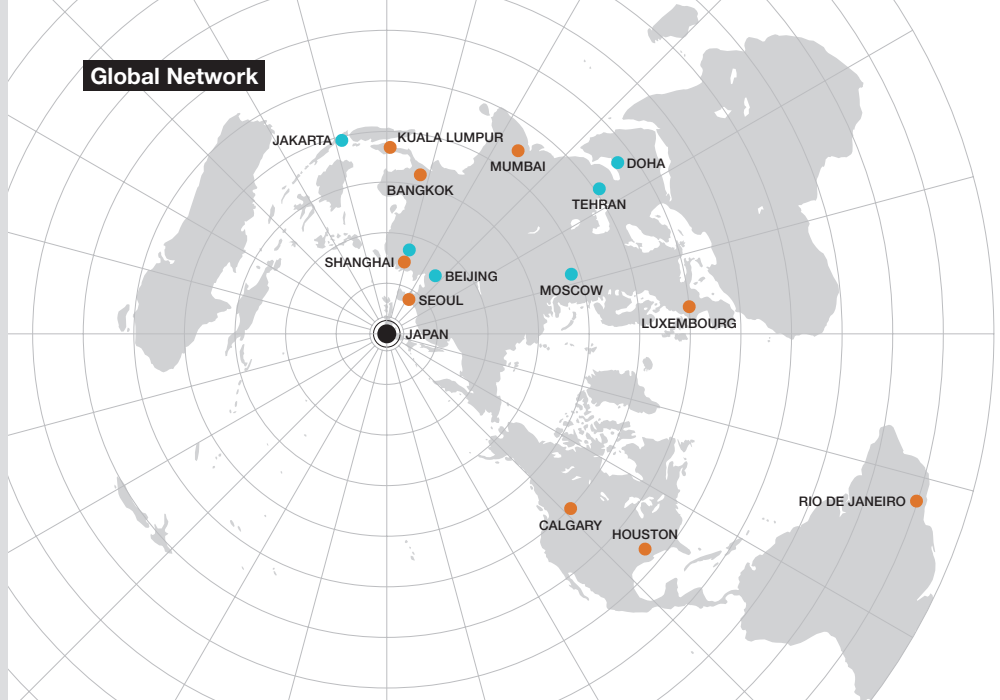 Global Network
JAKARTA
KUALA LUMPUR
MUMBAI
DOHA
BANGKOK
TEHRAN
SHANGHAI
BEIJING
MOSCOW
SEOUL
LUXEMBOURG
JAPAN
RIO DE JANEIRO
CALGARY
HOUSTON